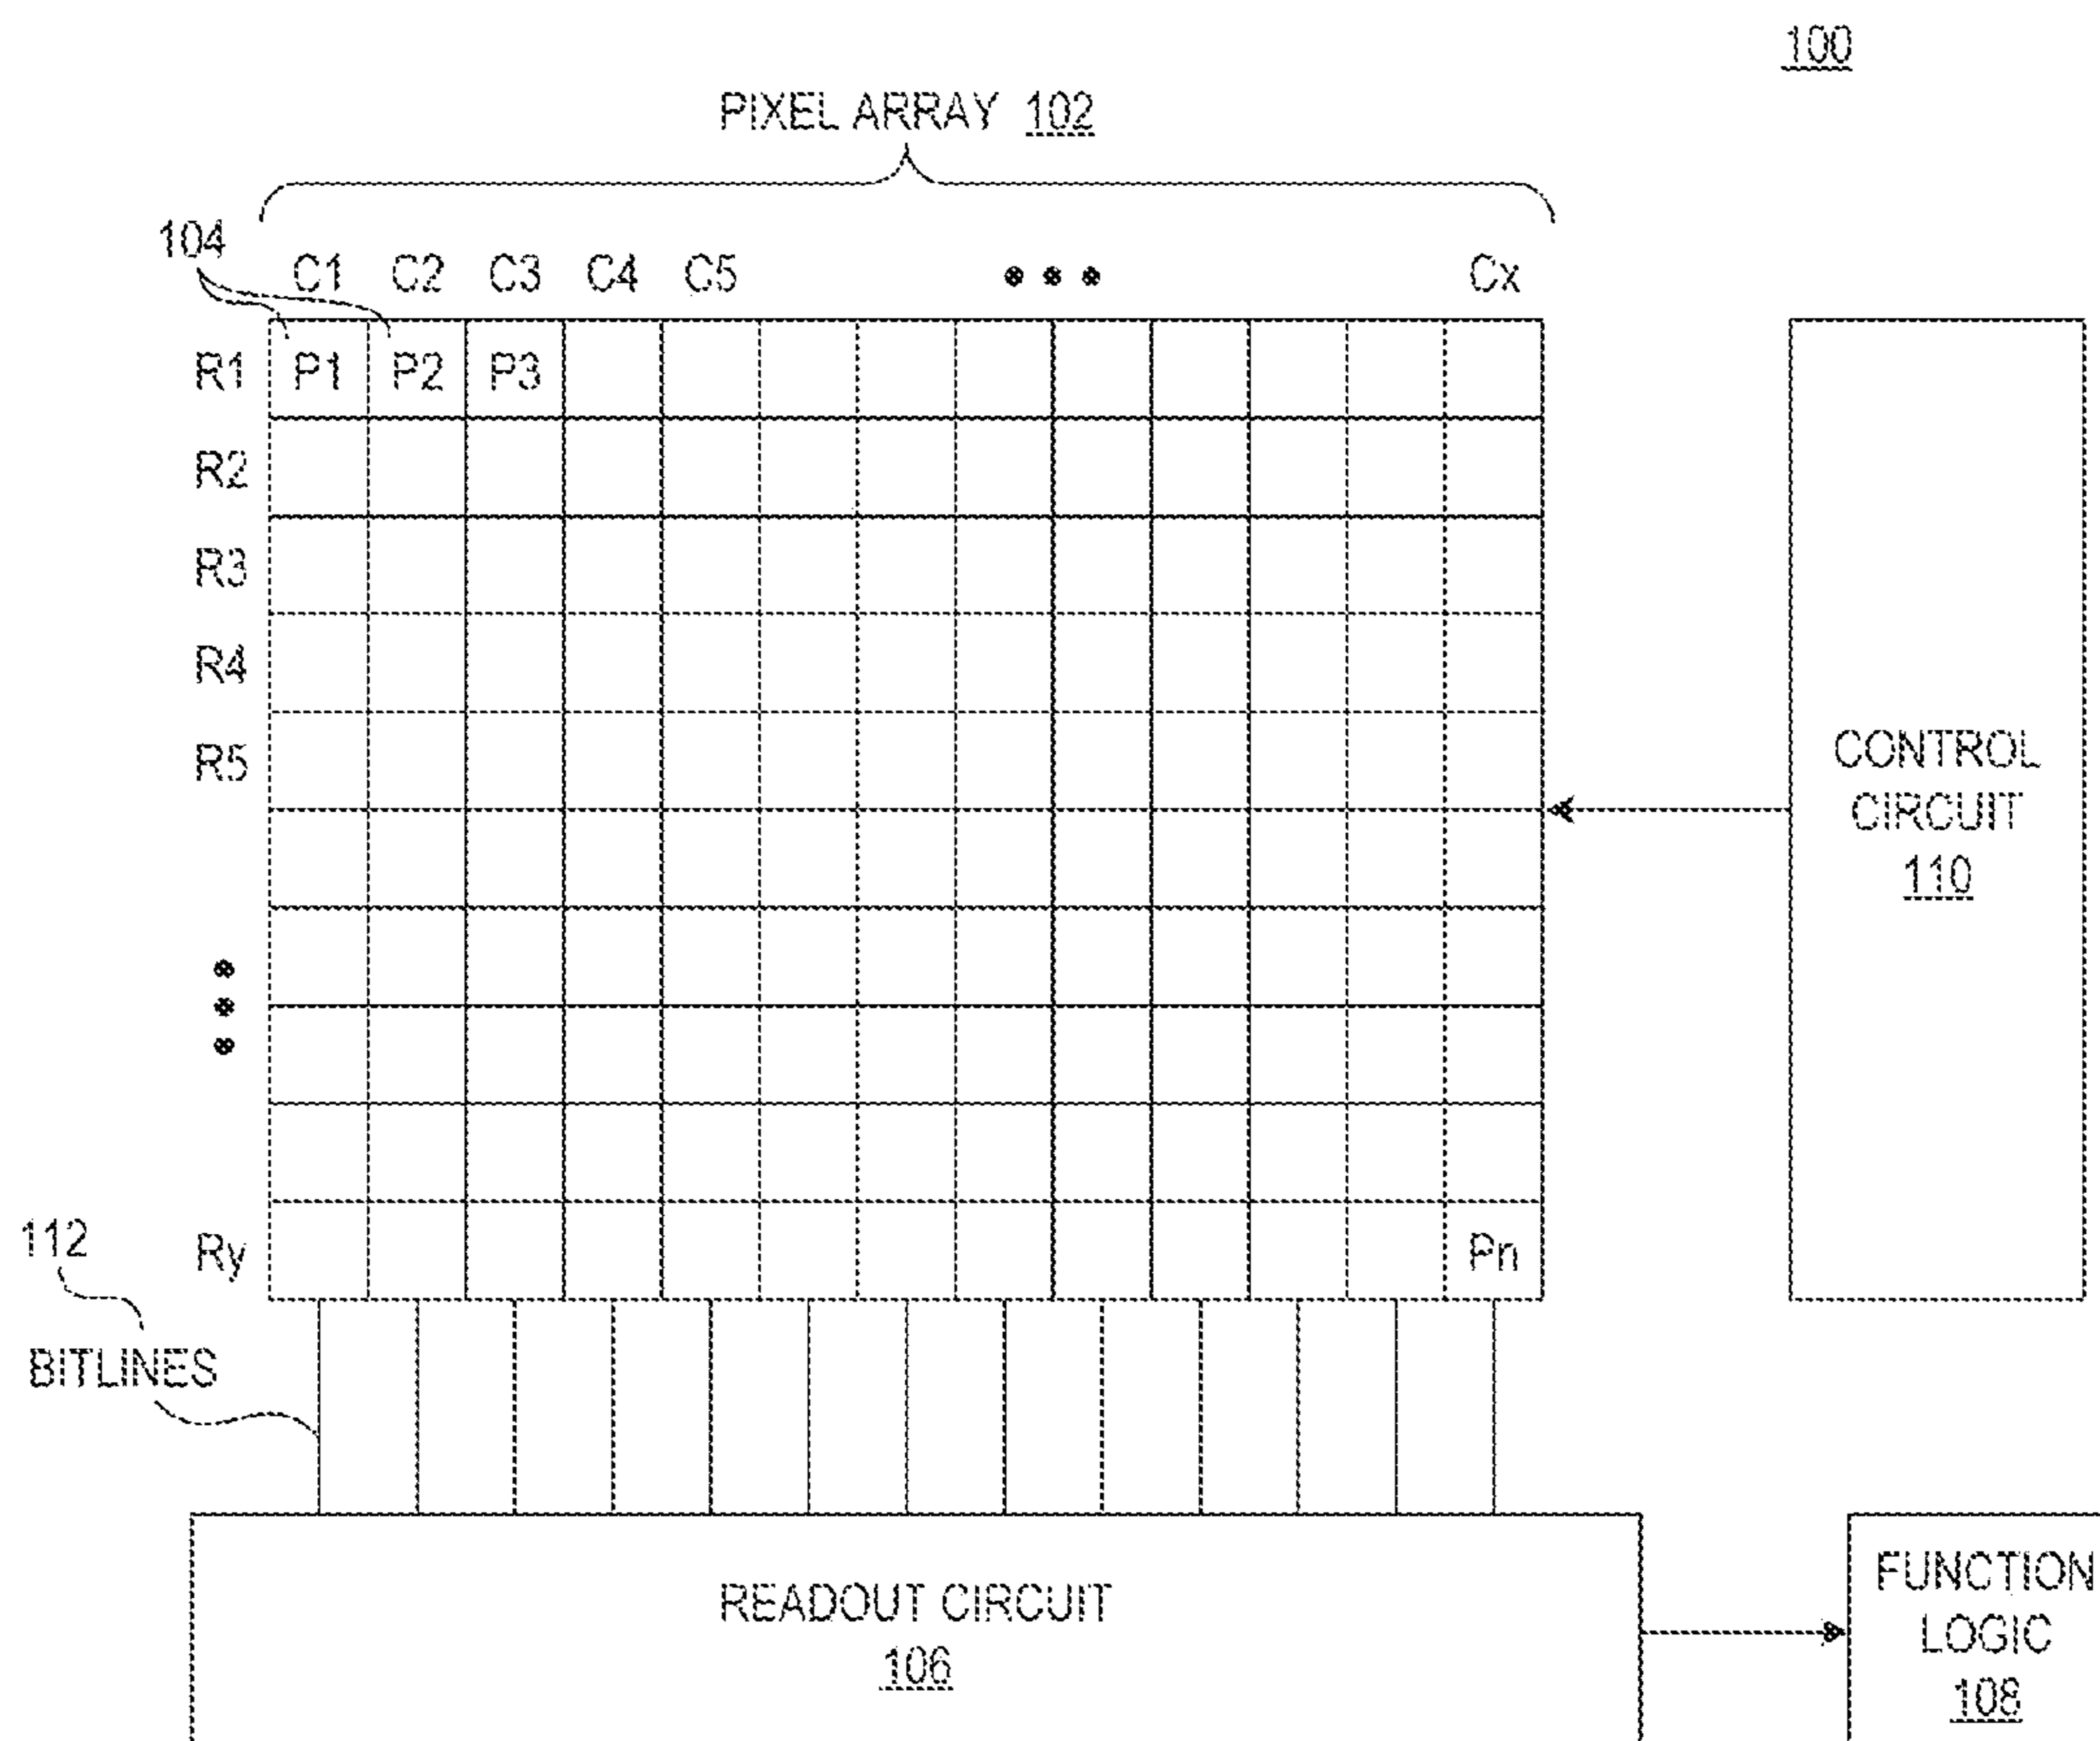 100
PIXEL ARRAY 102
104
C1 C2 C3 C4 C5 ••• Cx
R1 P1 P2 P3
R2
R3
R4
R5
CONTROL
CIRCUIT
110
112
Ry Pn
BITLINES
READOUT CIRCUIT
106
FUNCTION
LOGIC
108